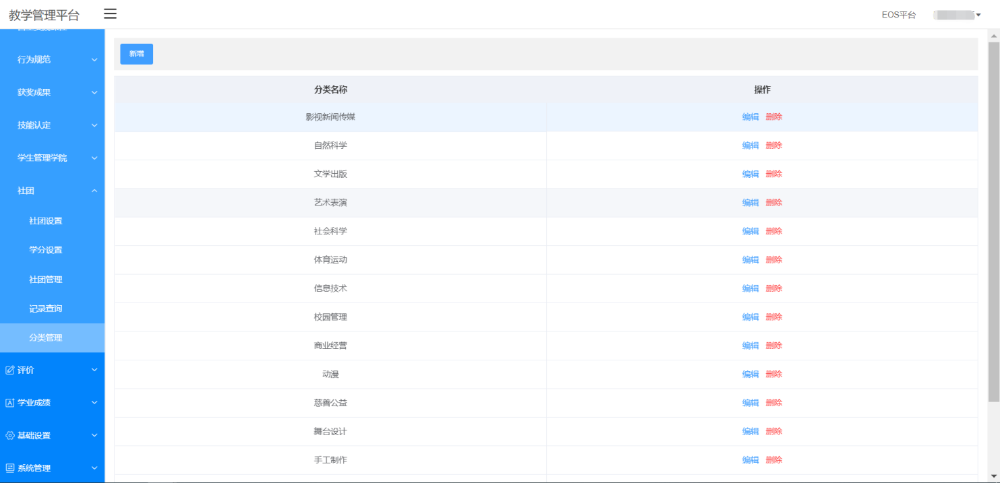 教学管理平台
EOS平台
行为规范
获奖成果
技能认定
学生管理学院
社团
社团设置
学分设置
社团管理
记录查询
分类管理
评价
学业成绩
基础设置
系统管理
新增
分类名称 操作
影视新闻传媒 编辑 删除
自然科学 编辑 删除
文学出版 编辑 删除
艺术表演 编辑 删除
社会科学 编辑 删除
体育运动 编辑 删除
信息技术 编辑 删除
校园管理 编辑 删除
商业经营 编辑 删除
动漫 编辑 删除
慈善公益 编辑 删除
舞台设计 编辑 删除
手工制作 编辑 删除